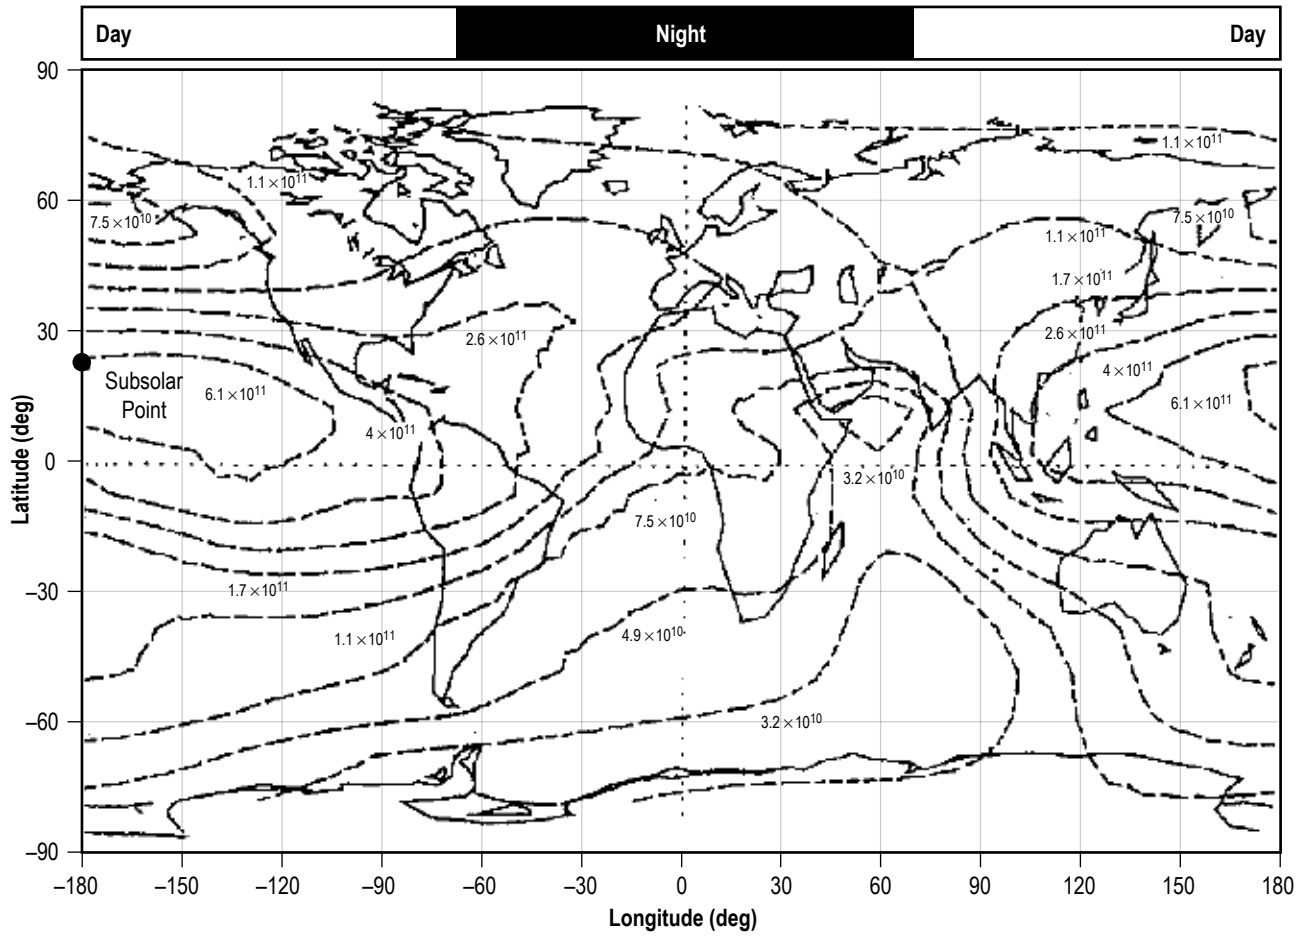 Day Night Day
90
60
30
0
−30
−60
−90
Latitude (deg)
1.1 × 10¹¹
1.1 × 10¹¹
7.5 × 10¹⁰
7.5 × 10¹⁰
1.1 × 10¹¹
1.7 × 10¹¹
2.6 × 10¹¹
2.6 × 10¹¹
4 × 10¹¹
Subsolar
Point
6.1 × 10¹¹
6.1 × 10¹¹
4 × 10¹¹
3.2 × 10¹⁰
7.5 × 10¹⁰
1.7 × 10¹¹
1.1 × 10¹¹
4.9 × 10¹⁰
3.2 × 10¹⁰
−180 −150 −120 −90 −60 −30 0 30 60 90 120 150 180
Longitude (deg)